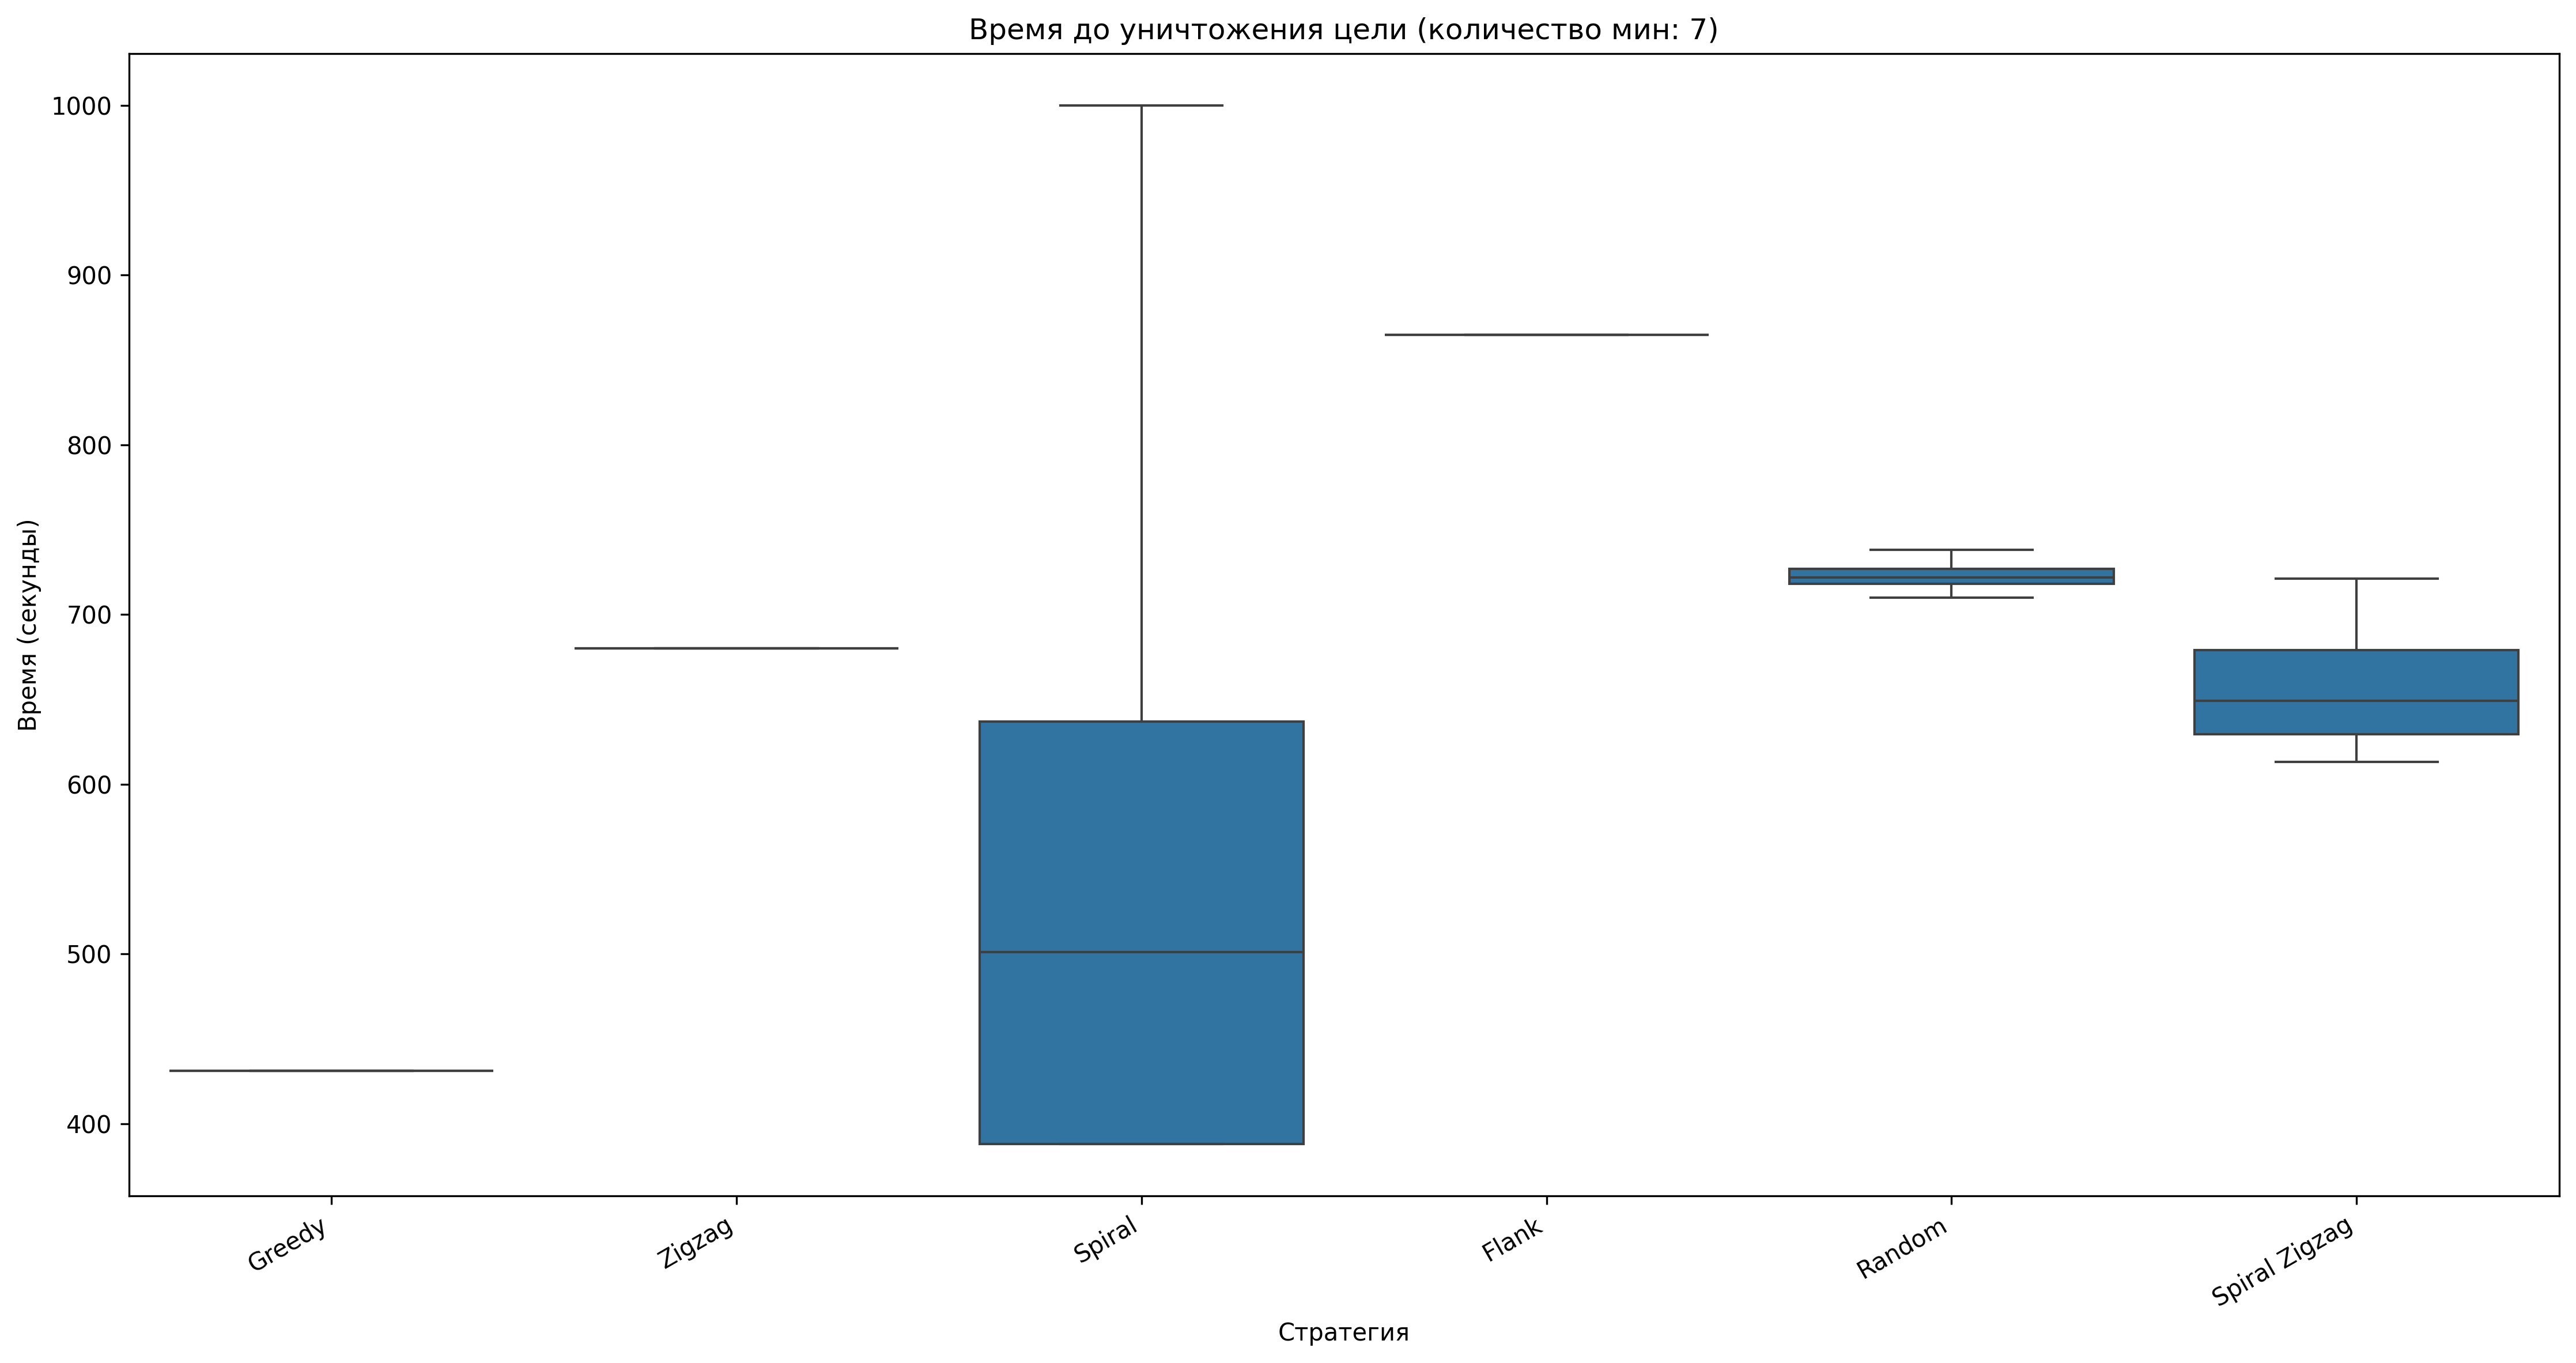 Время до уничтожения цели (количество мин: 7)
1000
900
800
700
600
500
400
Время (секунды)
Greedy
Zigzag
Spiral
Flank
Random
Spiral Zigzag
Стратегия